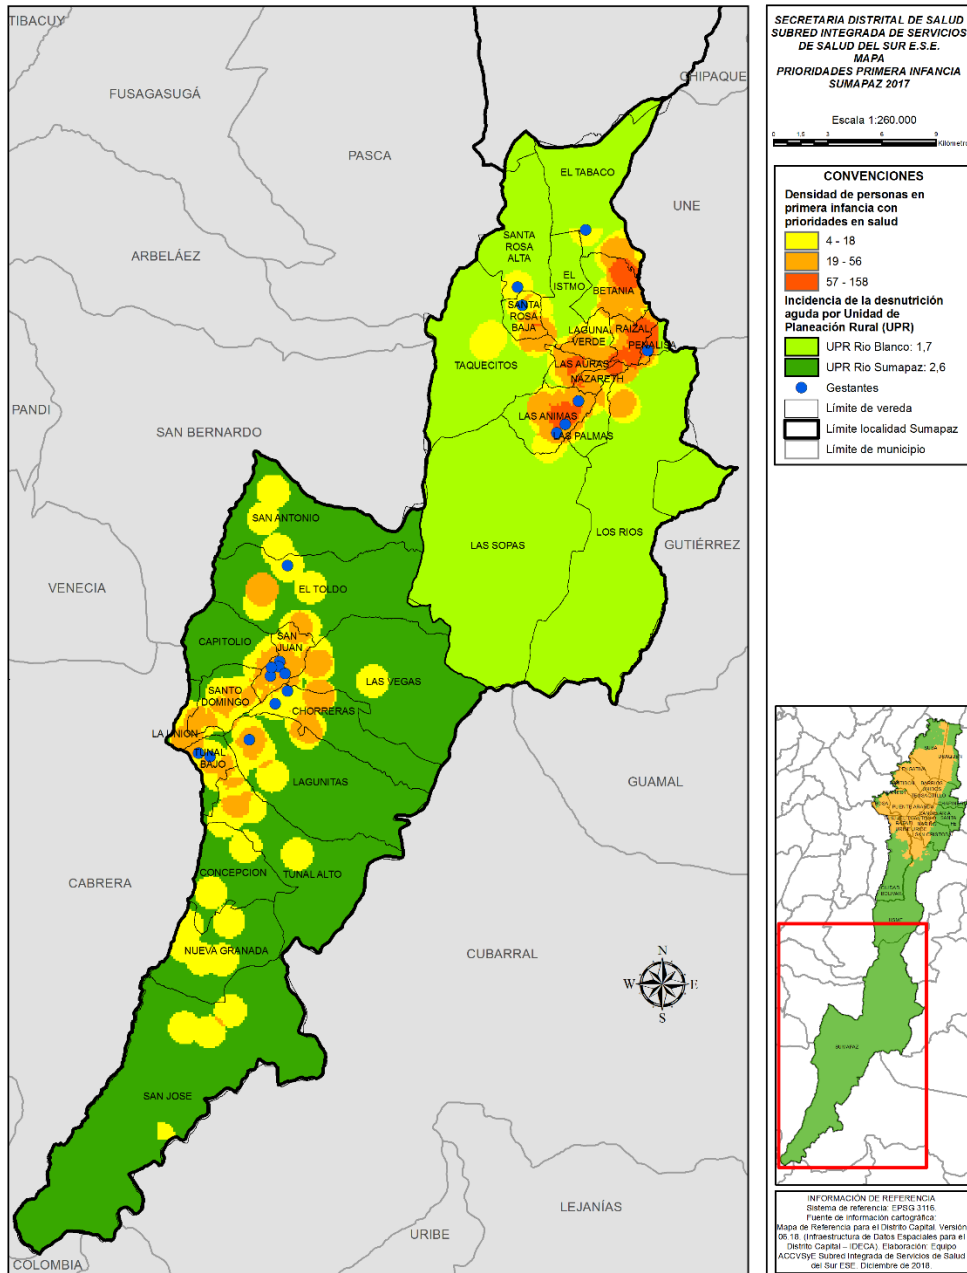 TIBACUY
FUSAGASUGÁ
CHIPAQUE
PASCA
EL TABACO
UNE
SANTA
ROSA
ALTA
ARBELÁEZ
EL
ISTMO
BETANIA
SANTA
ROSA
BAJA
LAGUNA
VERDE
RAIZAL
PEÑALISA
TAQUECITOS
LAS AURAS
NAZARETH
PANDI
LAS ANIMAS
SAN BERNARDO
LAS PALMAS
SAN ANTONIO
LAS SOPAS
LOS RIOS
GUTIÉRREZ
VENECIA
EL TOLDO
CAPITOLIO
SAN
JUAN
LAS VEGAS
SANTO
DOMINGO
CHORRERAS
LA UNION
TUNAL
BAJO
LAGUNITAS
GUAMAL
CABRERA
CONCEPCION
TUNAL ALTO
NUEVA GRANADA
CUBARRAL
N
W
E
S
SAN JOSE
LEJANÍAS
URIBE
COLOMBIA
SECRETARIA DISTRITAL DE SALUD
SUBRED INTEGRADA DE SERVICIOS
DE SALUD DEL SUR E.S.E.
MAPA
PRIORIDADES PRIMERA INFANCIA
SUMAPAZ 2017
Escala 1:260.000
0 1,5 3 6 9
Kilómetros
CONVENCIONES
Densidad de personas en
primera infancia con
prioridades en salud
4 - 18
19 - 56
57 - 158
Incidencia de la desnutrición
aguda por Unidad de
Planeación Rural (UPR)
UPR Rio Blanco: 1,7
UPR Rio Sumapaz: 2,6
Gestantes
Límite de vereda
Límite localidad Sumapaz
Límite de municipio
SUBA
CIUDAD
BOLIVAR
USME
SUMAPAZ
INFORMACIÓN DE REFERENCIA
Sistema de referencia: EPSG 3116.
Fuente de información cartográfica:
Mapa de Referencia para el Distrito Capital. Versión
06.18. (Infraestructura de Datos Espaciales para el
Distrito Capital – IDECA). Elaboración: Equipo
ACCVSyE Subred Integrada de Servicios de Salud
del Sur ESE. Diciembre de 2018.